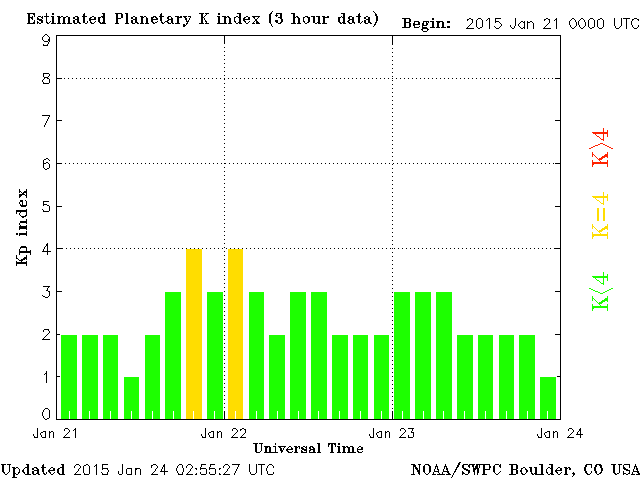 Estimated Planetary K index (3 hour data) Begin: 2015 Jan 21 0000 UTC
9
8
7
6
5
4
3
2
1
0
Kp index
K>4
K=4
K<4
Jan 21 Jan 22 Jan 23 Jan 24
Universal Time
Updated 2015 Jan 24 02:55:27 UTC NOAA/SWPC Boulder, CO USA